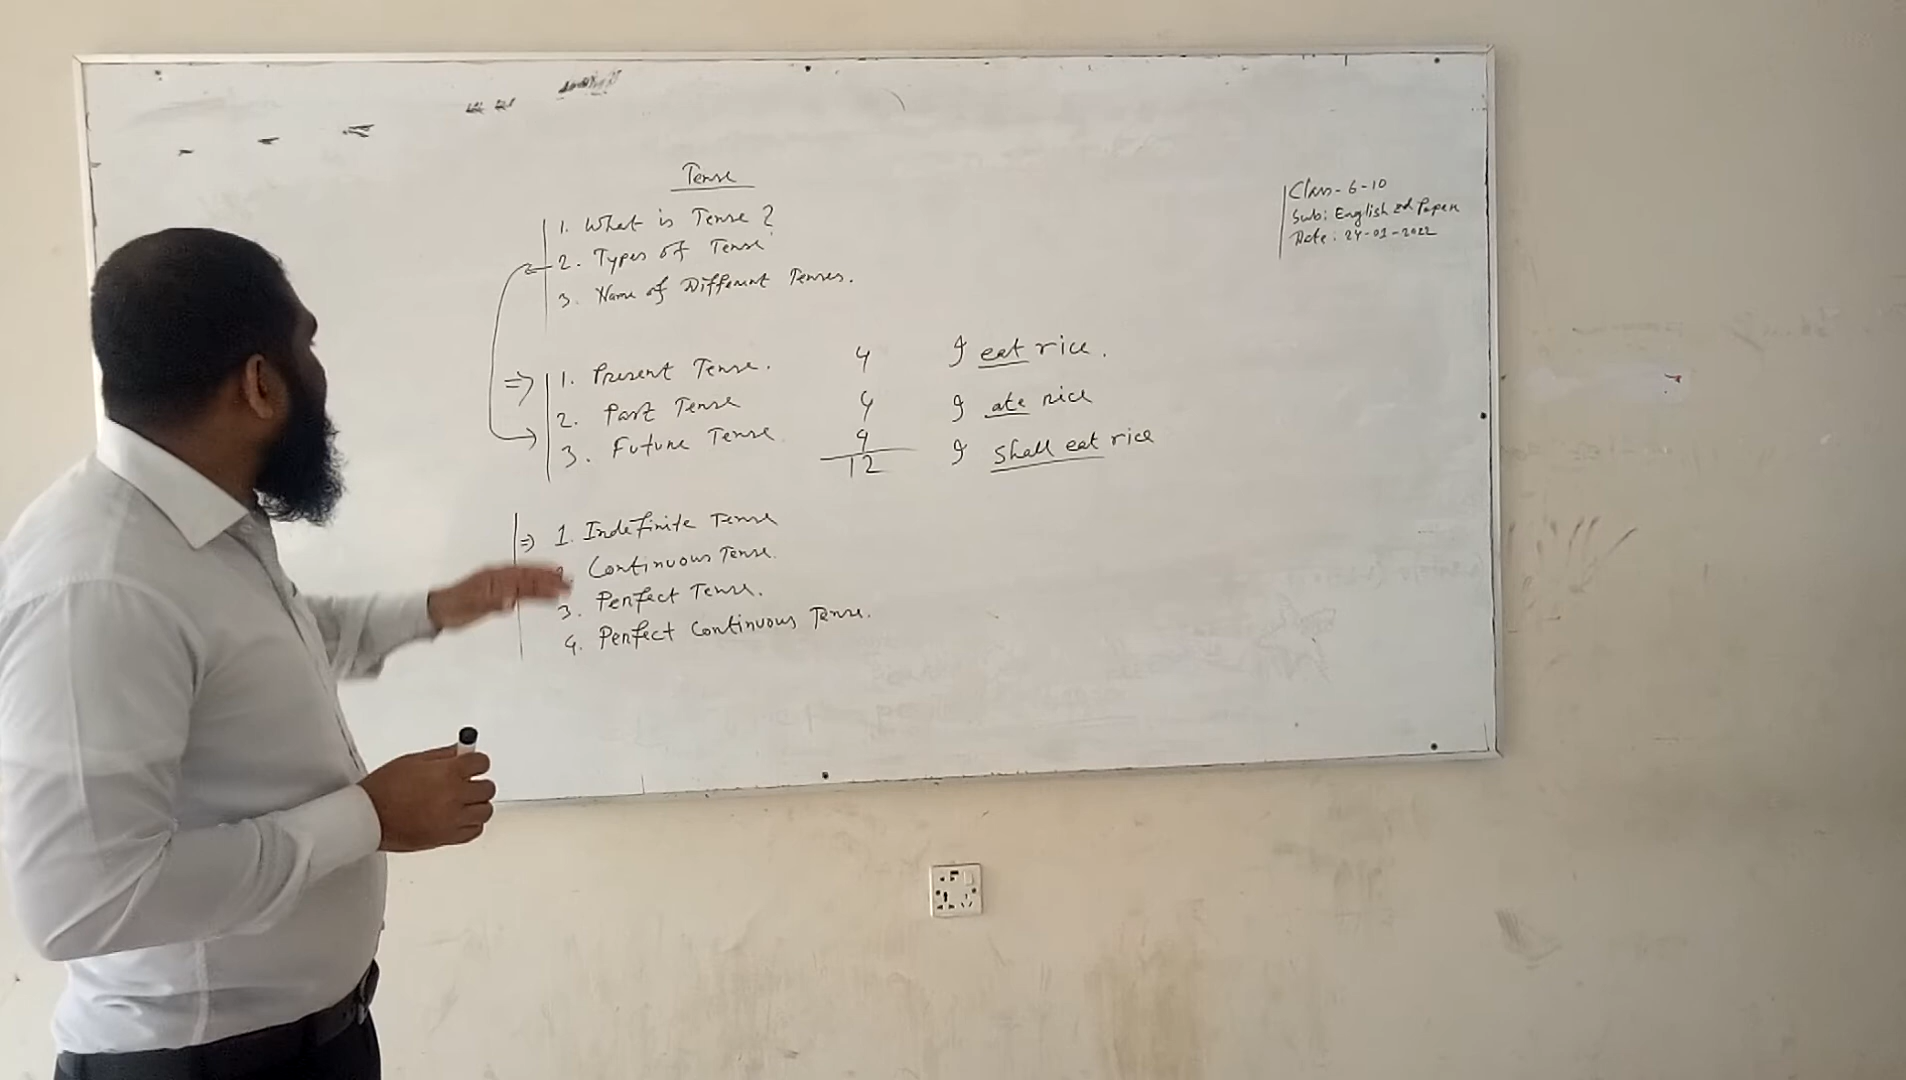 Tense
1. What is Tense ?
2. Types of Tense
3. Name of Different Tenses.
Class - 6-10
Sub: English 2d Paper
Date: 24-01-2022
⇒ 1. Present Tense. 4 I eat rice.
2. Past Tense 4 I ate rice
3. Future Tense 4 I shall eat rice
12
⇒ 1. Indefinite Tense
Continuous Tense.
3. Perfect Tense.
4. Perfect Continuous Tense.